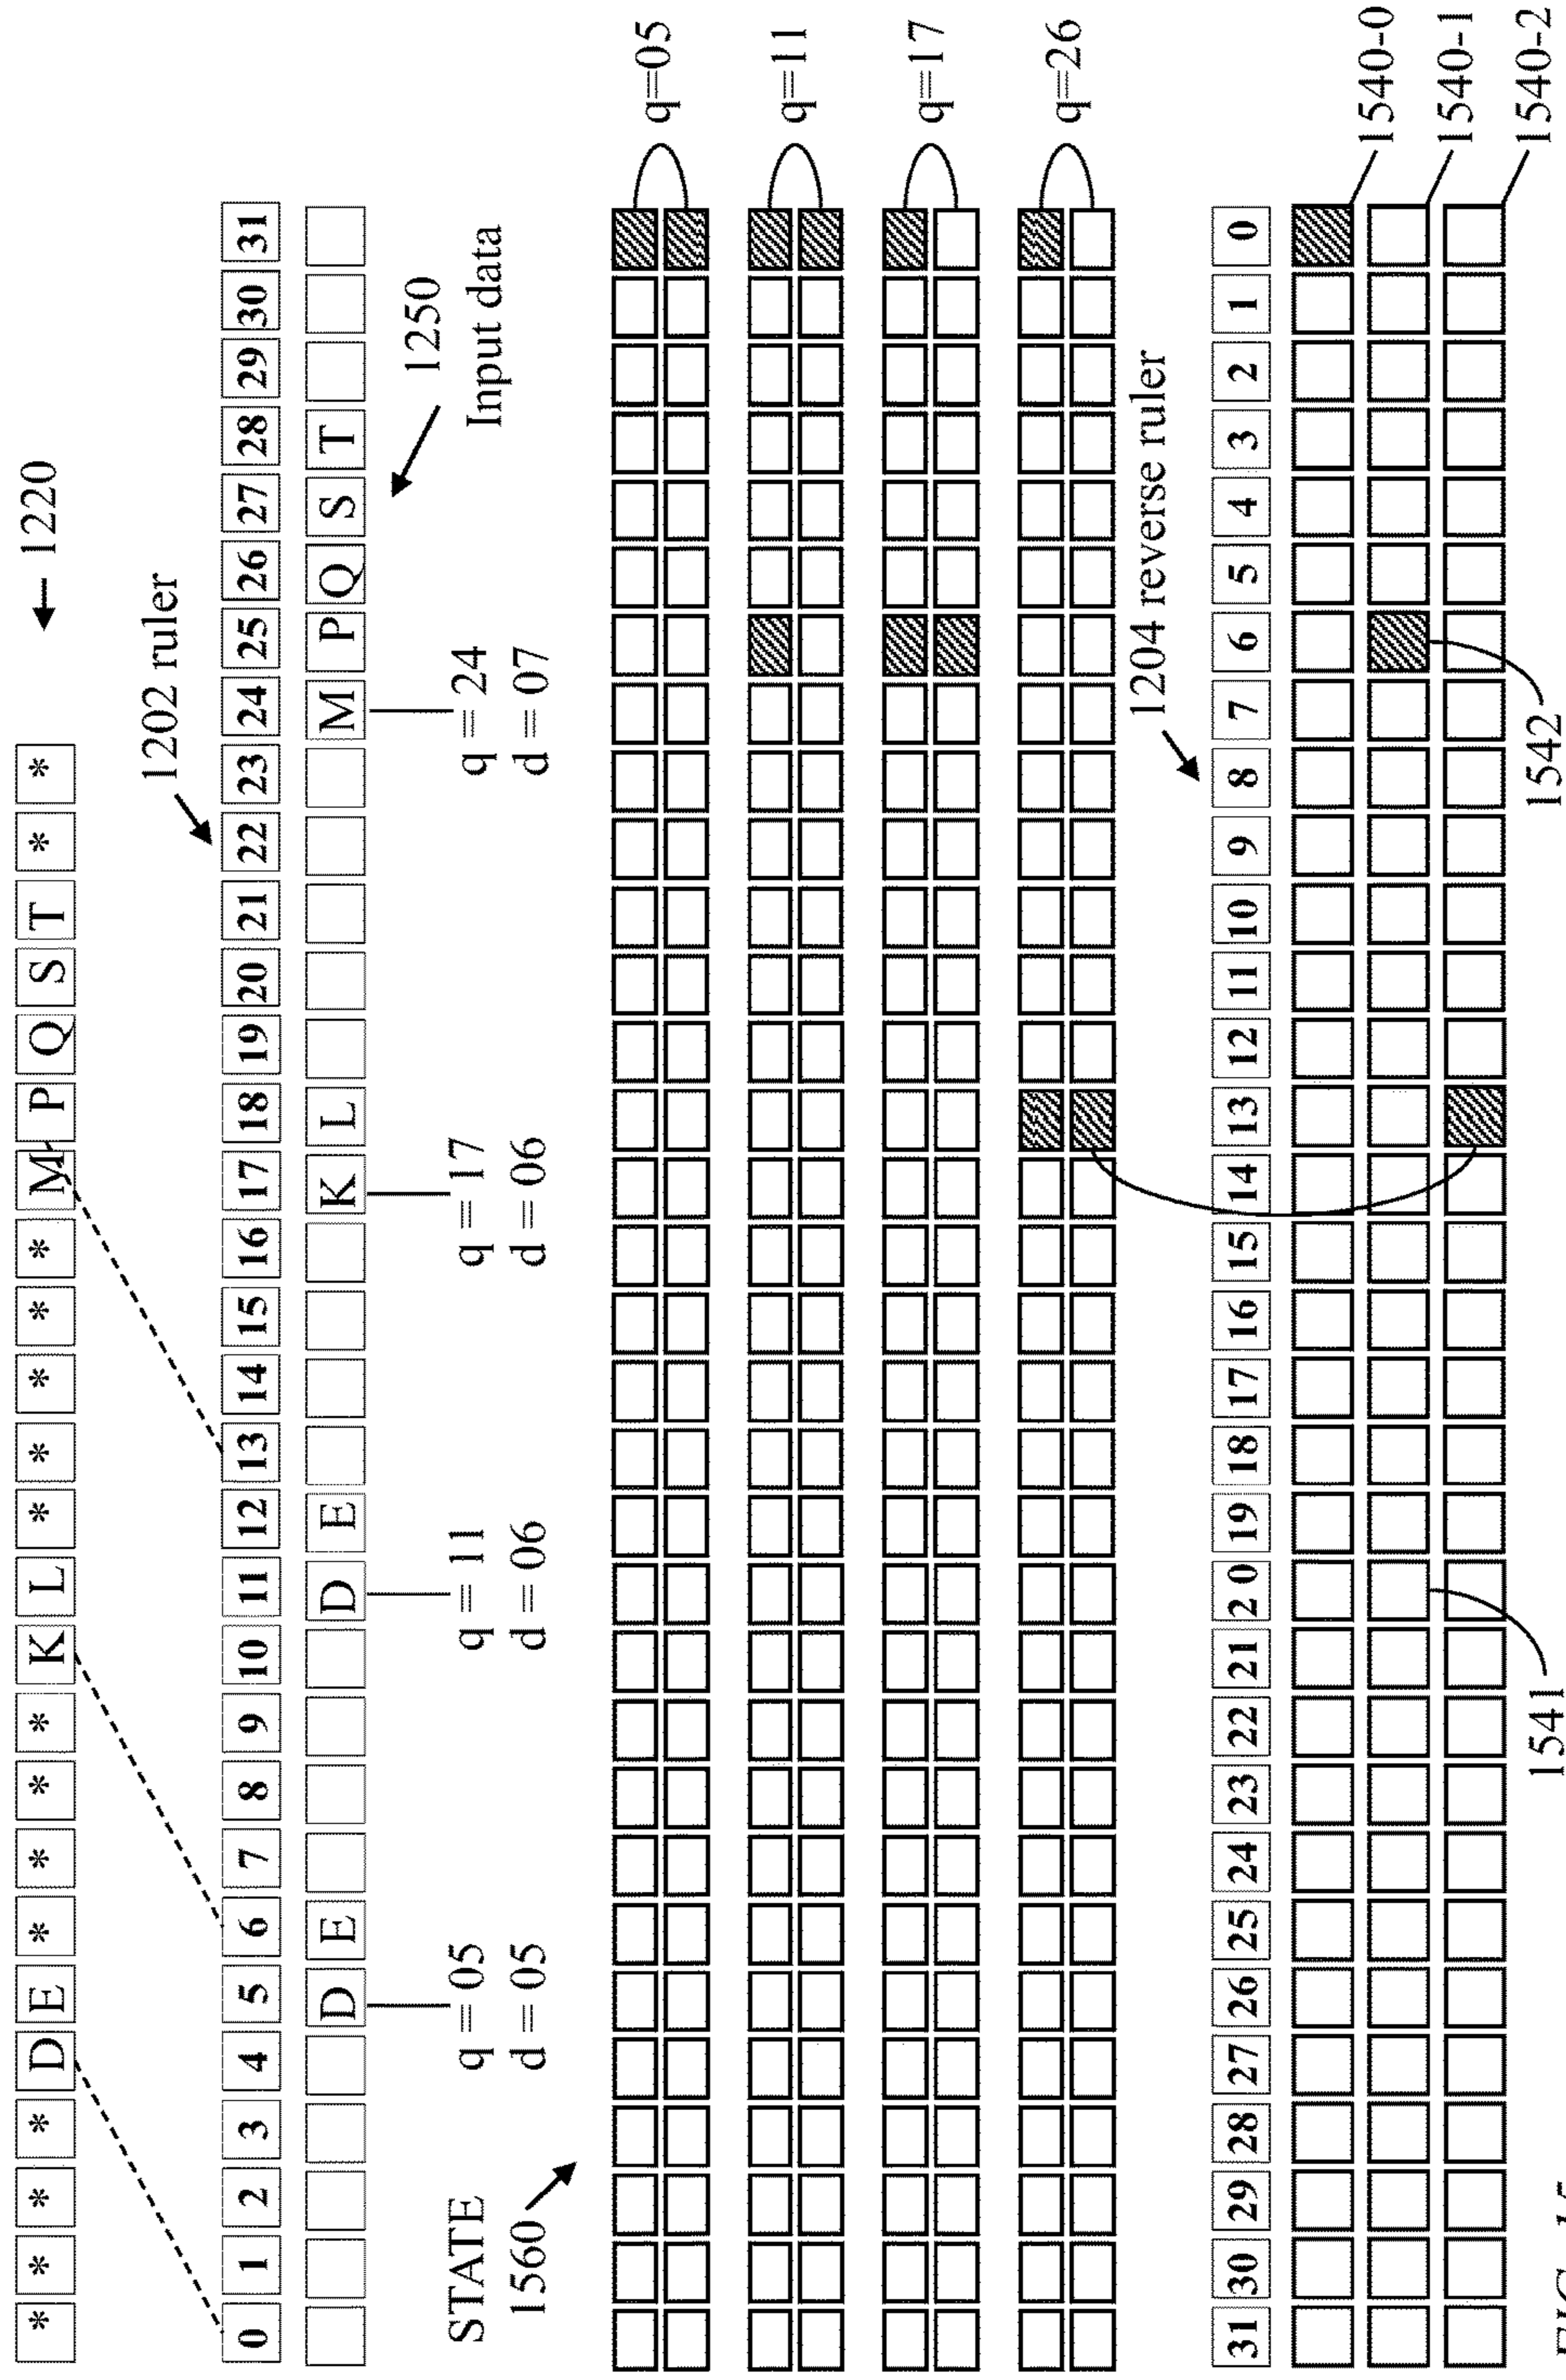 * * * * D E * * * * K L * * * * * M P Q S T * * ← 1220
1202 ruler
0 1 2 3 4 5 6 7 8 9 10 11 12 13 14 15 16 17 18 19 20 21 22 23 24 25 26 27 28 29 30 31
D E D E K L M P Q S T
1250
Input data
q = 05 q = 11 q = 17 q = 24
d = 05 d = 06 d = 06 d = 07
STATE
1560
q=05
q=11
q=17
q=26
1204 reverse ruler
31 30 29 28 27 26 25 24 23 22 21 20 19 18 17 16 15 14 13 12 11 10 9 8 7 6 5 4 3 2 1 0
1540-0
1540-1
1540-2
1541 1542